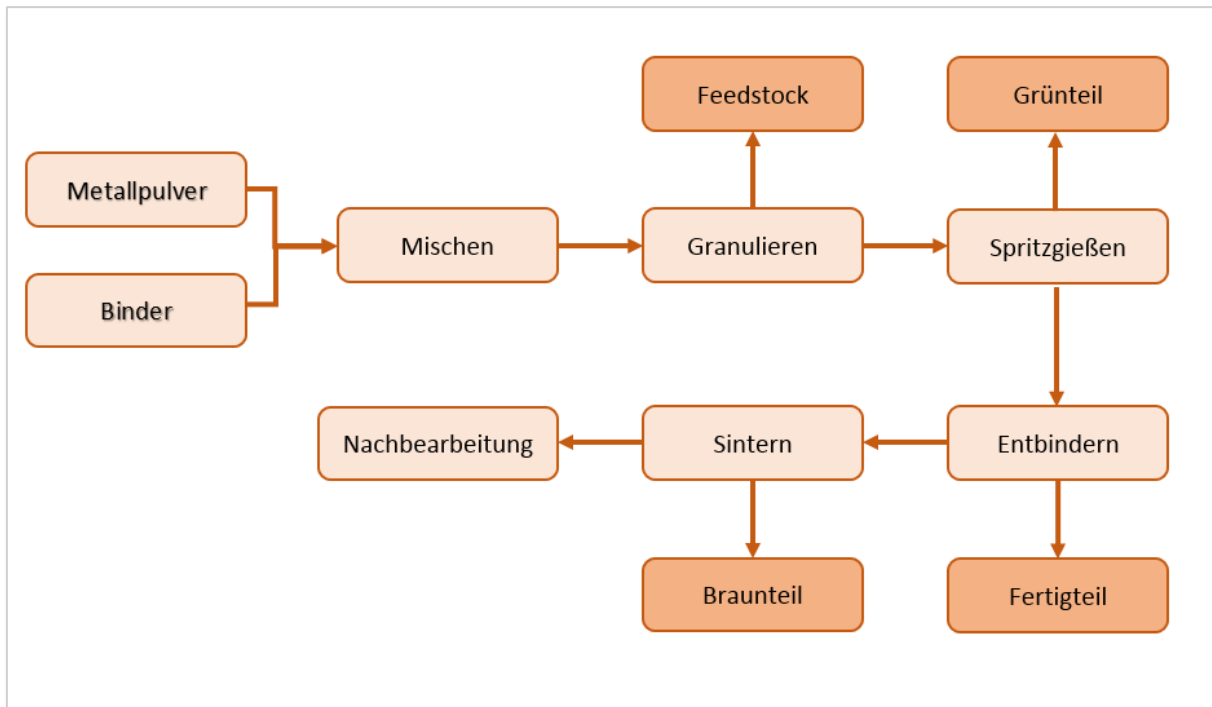 Feedstock
Grünteil
Metallpulver
Mischen
Granulieren
Spritzgießen
Binder
Nachbearbeitung
Sintern
Entbindern
Braunteil
Fertigteil